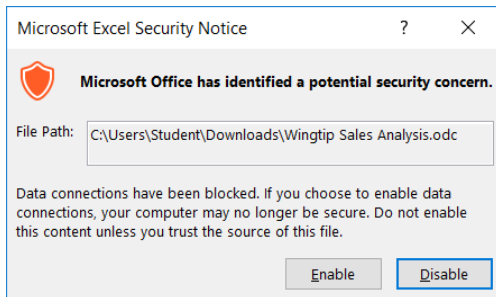 Microsoft Excel Security Notice ? ×
Microsoft Office has identified a potential security concern.
File Path: C:\Users\Student\Downloads\Wingtip Sales Analysis.odc
Data connections have been blocked. If you choose to enable data
connections, your computer may no longer be secure. Do not enable
this content unless you trust the source of this file.
Enable Disable